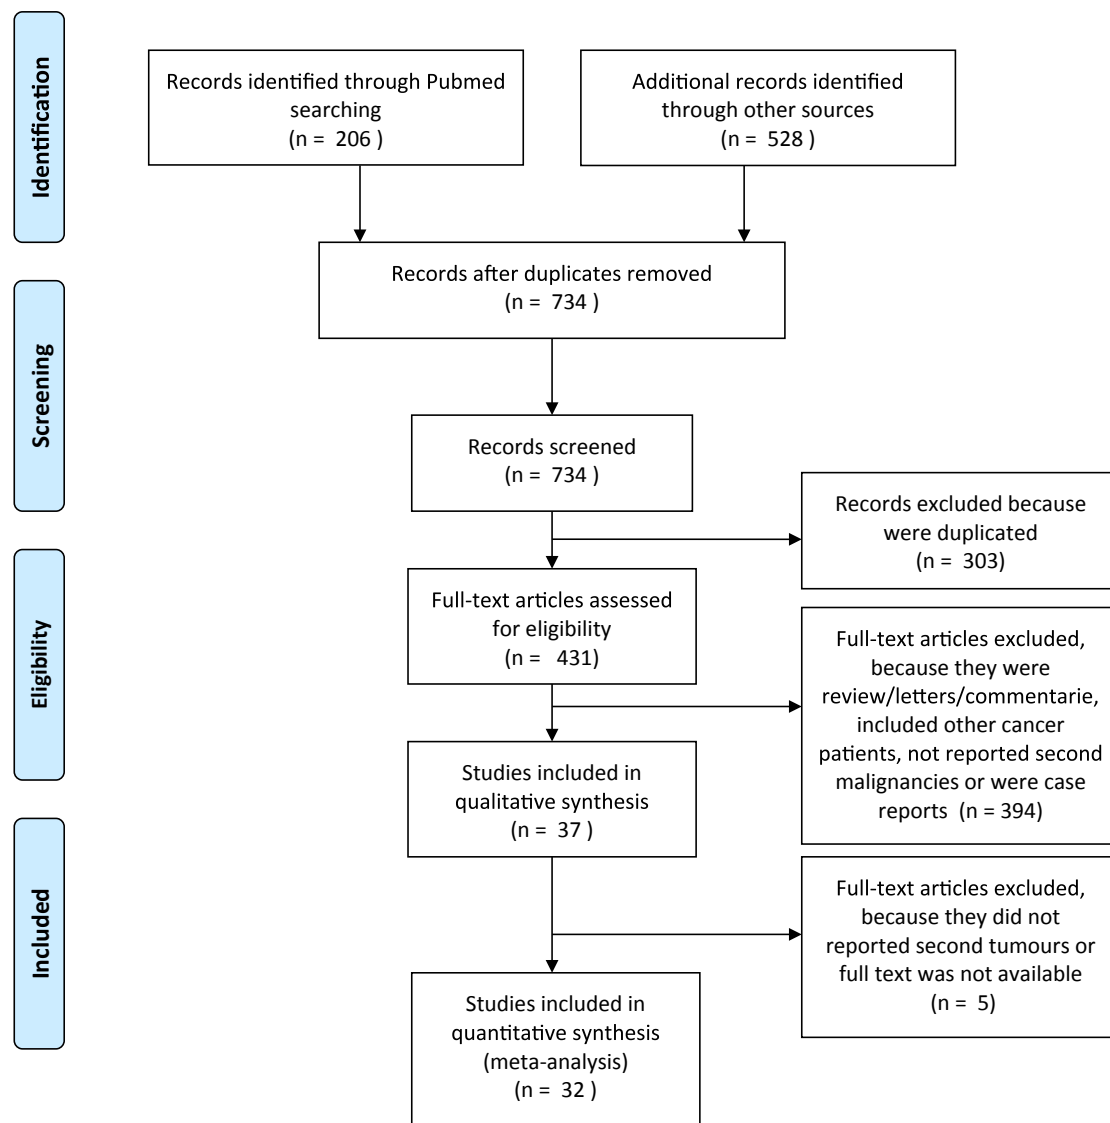 Identification
Records identified through Pubmed
searching
(n = 206 )
Additional records identified
through other sources
(n = 528 )
Records after duplicates removed
(n = 734 )
Screening
Records screened
(n = 734 )
Records excluded because
were duplicated
(n = 303)
Eligibility
Full-text articles assessed
for eligibility
(n = 431)
Full-text articles excluded,
because they were
review/letters/commentarie,
included other cancer
patients, not reported second
malignancies or were case
reports (n = 394)
Studies included in
qualitative synthesis
(n = 37 )
Included
Full-text articles excluded,
because they did not
reported second tumours or
full text was not available
(n = 5)
Studies included in
quantitative synthesis
(meta-analysis)
(n = 32 )